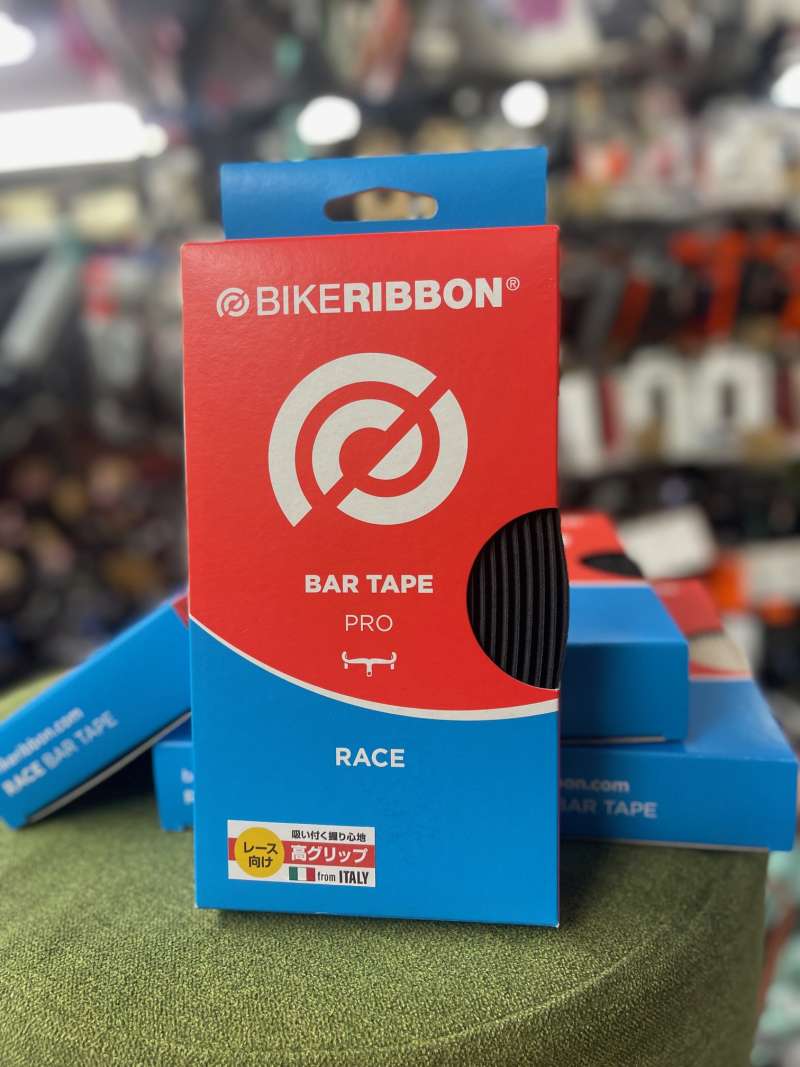 BIKERIBBON®
BAR TAPE
PRO
RACE
レース
向け
吸い付く握り心地
高グリップ
from ITALY
RACE BAR TAPE
on.com
BAR TAPE